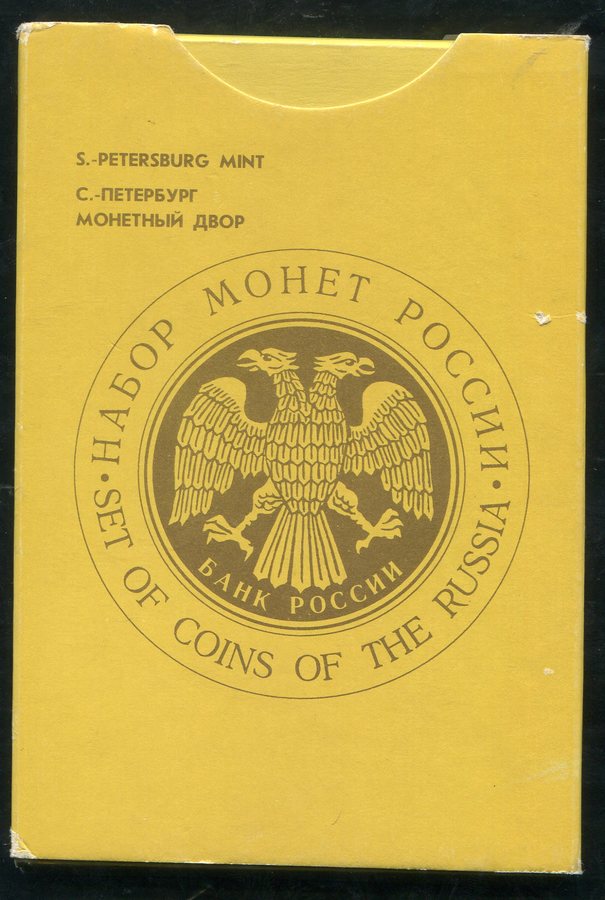 S.-PETERSBURG MINT
С.-ПЕТЕРБУРГ
МОНЕТНЫЙ ДВОР
НАБОР МОНЕТ РОССИИ
SET OF COINS OF THE RUSSIA
БАНК РОССИИ